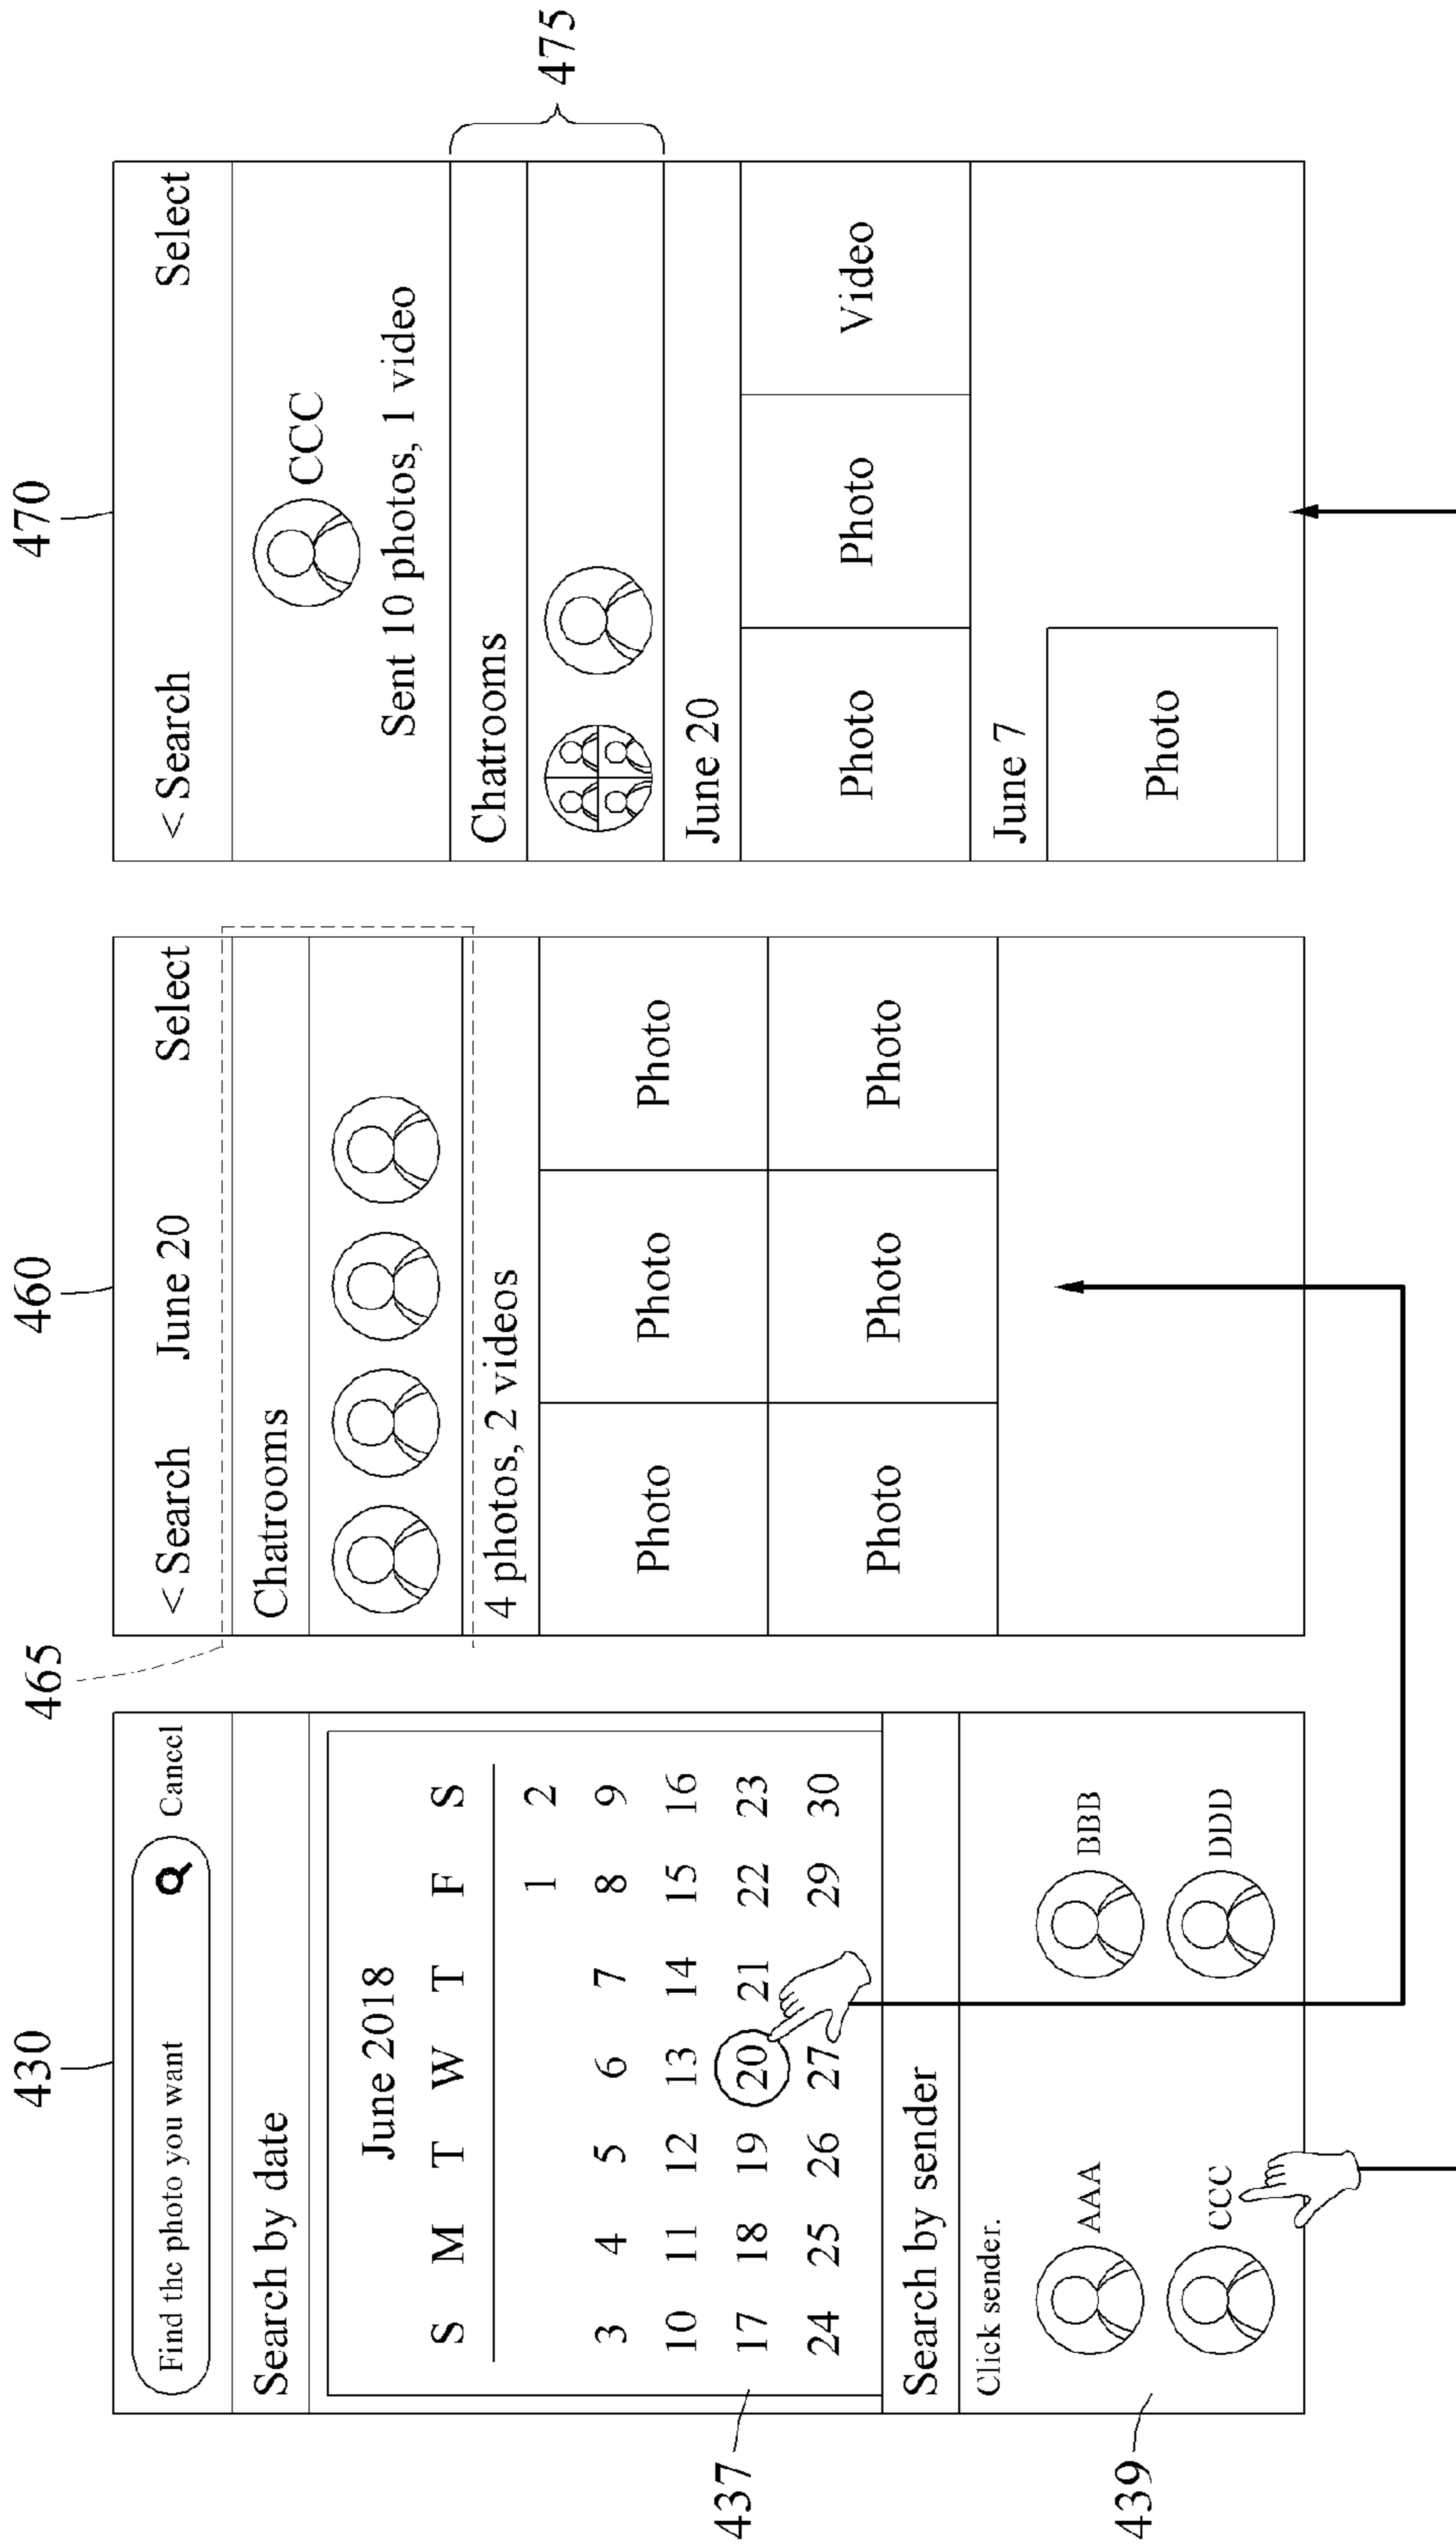 430
Find the photo you want Cancel
Search by date
June 2018
S M T W T F S
1 2
3 4 5 6 7 8 9
10 11 12 13 14 15 16
17 18 19 20 21 22 23
24 25 26 27 29 30
437
Search by sender
Click sender.
AAA BBB
CCC DDD
439
460
465
< Search June 20 Select
Chatrooms
4 photos, 2 videos
Photo Photo Photo
Photo Photo Photo
470
< Search Select
CCC
Sent 10 photos, 1 video
Chatrooms
475
June 20
Photo Photo Video
June 7
Photo